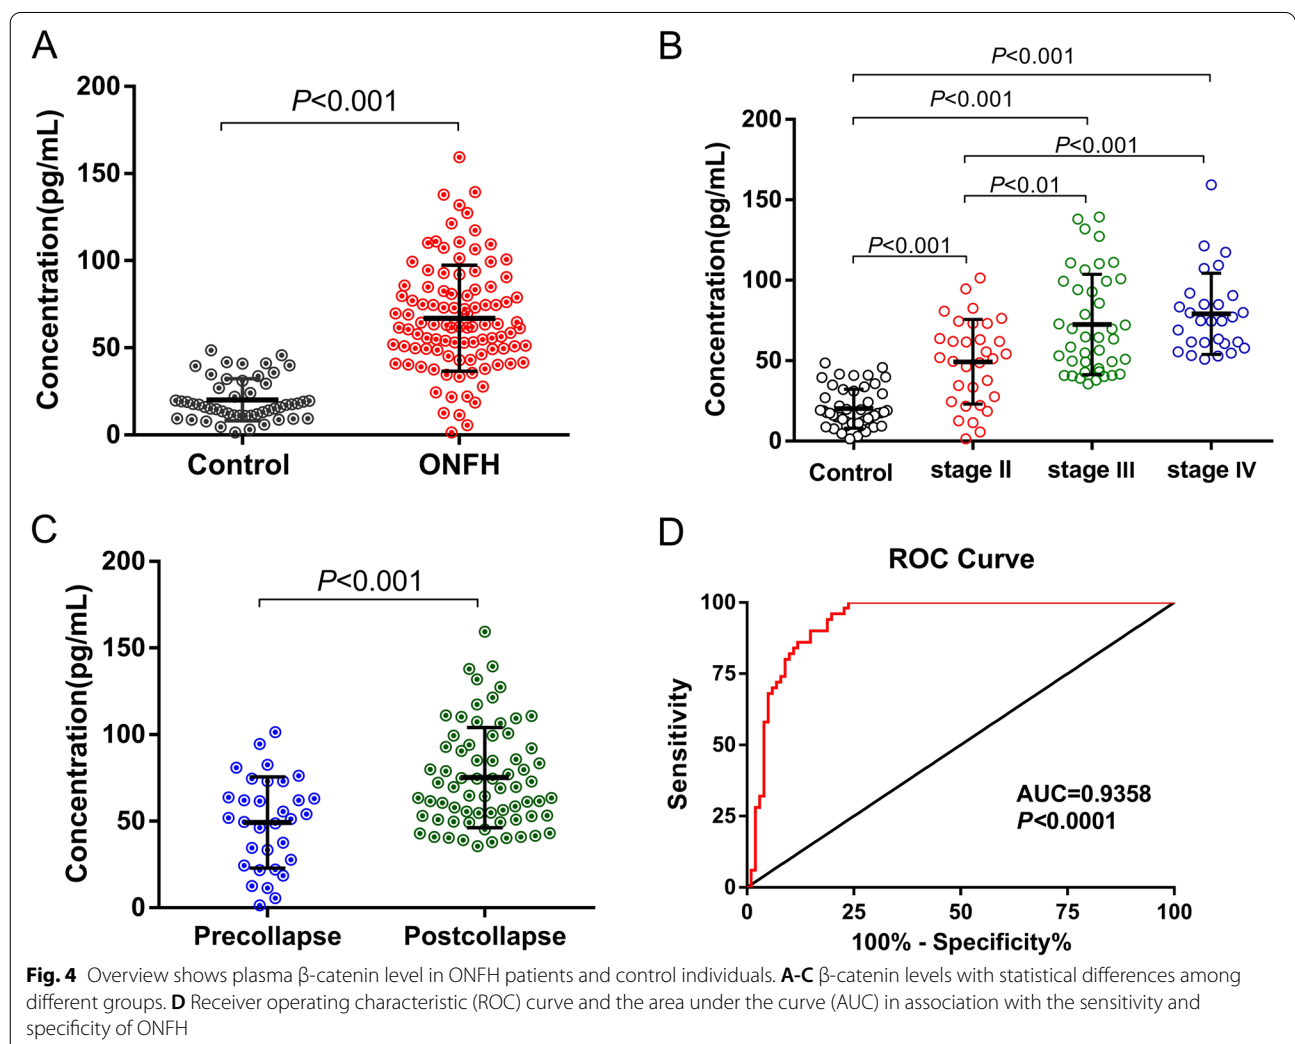 A
P<0.001
Concentration(pg/mL)
200
150
100
50
0
Control
ONFH
B
P<0.001
P<0.001
P<0.001
P<0.01
P<0.001
Concentration(pg/mL)
200
150
100
50
0
Control
stage II
stage III
stage IV
C
P<0.001
Concentration(pg/mL)
200
150
100
50
0
Precollapse
Postcollapse
D
ROC Curve
Sensitivity
100
75
50
25
0
AUC=0.9358
P<0.0001
0
25
50
75
100
100% - Specificity%
Fig. 4 Overview shows plasma β-catenin level in ONFH patients and control individuals. A-C β-catenin levels with statistical differences among
different groups. D Receiver operating characteristic (ROC) curve and the area under the curve (AUC) in association with the sensitivity and
specificity of ONFH